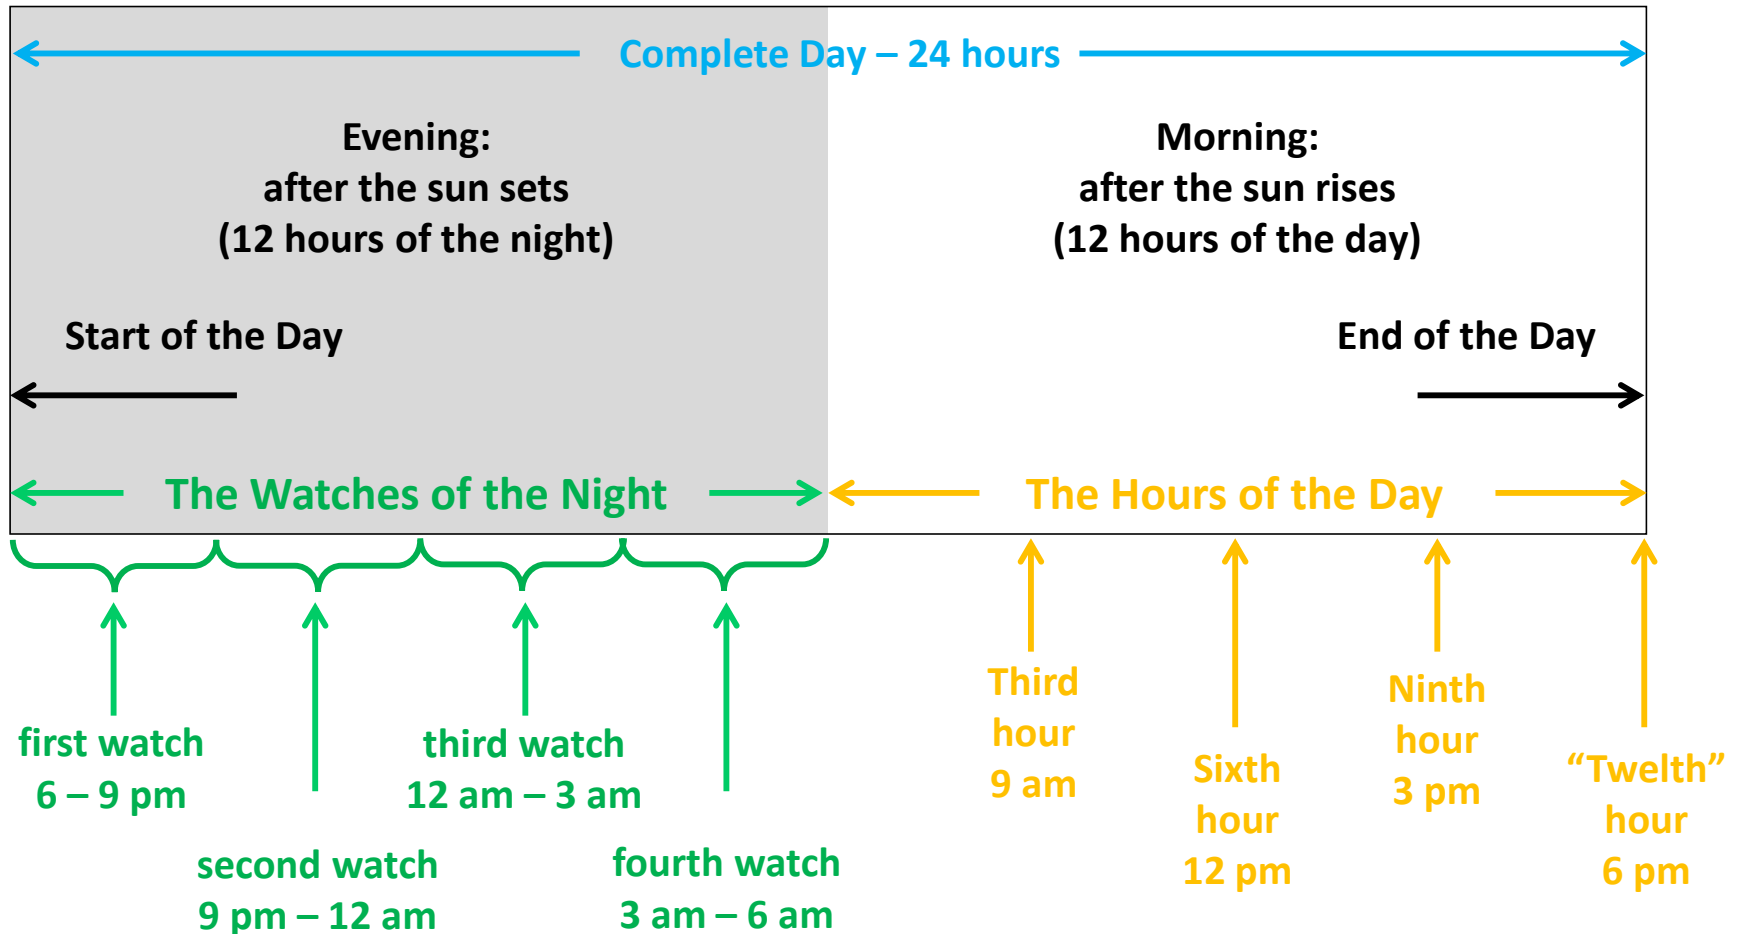 Complete Day – 24 hours
Evening:
after the sun sets
(12 hours of the night)
Morning:
after the sun rises
(12 hours of the day)
Start of the Day
End of the Day
The Watches of the Night
The Hours of the Day
first watch
6 – 9 pm
second watch
9 pm – 12 am
third watch
12 am – 3 am
fourth watch
3 am – 6 am
Third
hour
9 am
Sixth
hour
12 pm
Ninth
hour
3 pm
“Twelth”
hour
6 pm